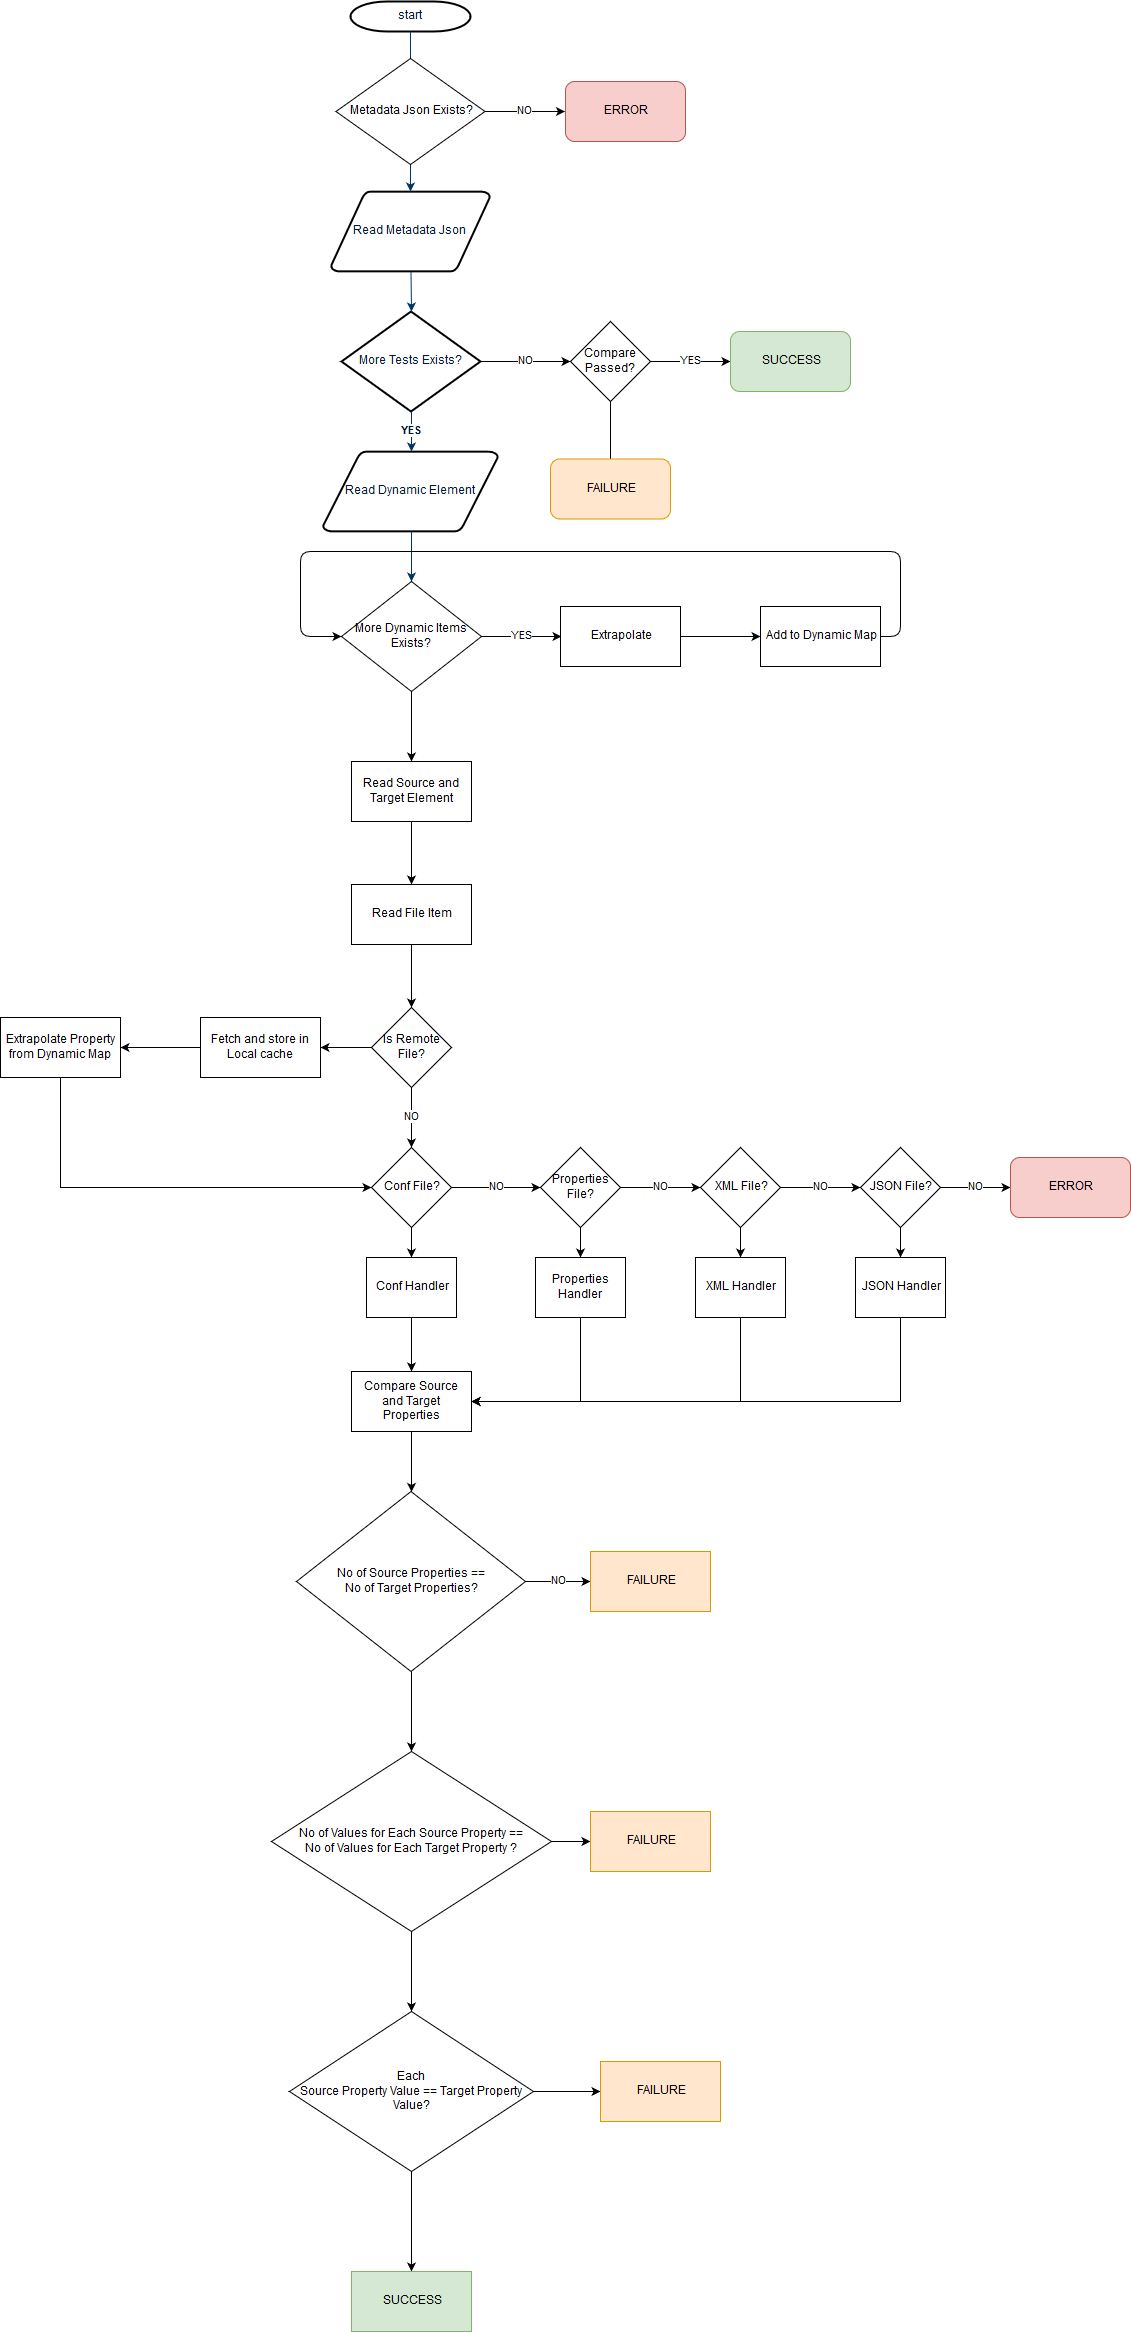 start
Metadata Json Exists?
NO
ERROR
Read Metadata Json
More Tests Exists?
NO
Compare
Passed?
YES
SUCCESS
YES
FAILURE
Read Dynamic Element
More Dynamic Items
Exists?
YES
Extrapolate
Add to Dynamic Map
Read Source and
Target Element
Read File Item
Extrapolate Property
from Dynamic Map
Fetch and store in
Local cache
Is Remote
File?
NO
Conf File?
NO
Properties
File?
NO
XML File?
NO
JSON File?
NO
ERROR
Conf Handler
Properties
Handler
XML Handler
JSON Handler
Compare Source
and Target
Properties
No of Source Properties ==
No of Target Properties?
NO
FAILURE
No of Values for Each Source Property ==
No of Values for Each Target Property ?
FAILURE
Each
Source Property Value == Target Property
Value?
FAILURE
SUCCESS